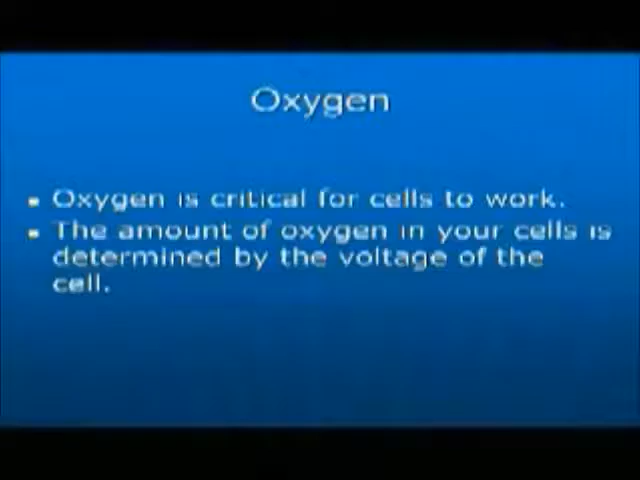 Oxygen
Oxygen is critical for cells to work.
The amount of oxygen in your cells is
determined by the voltage of the
cell.